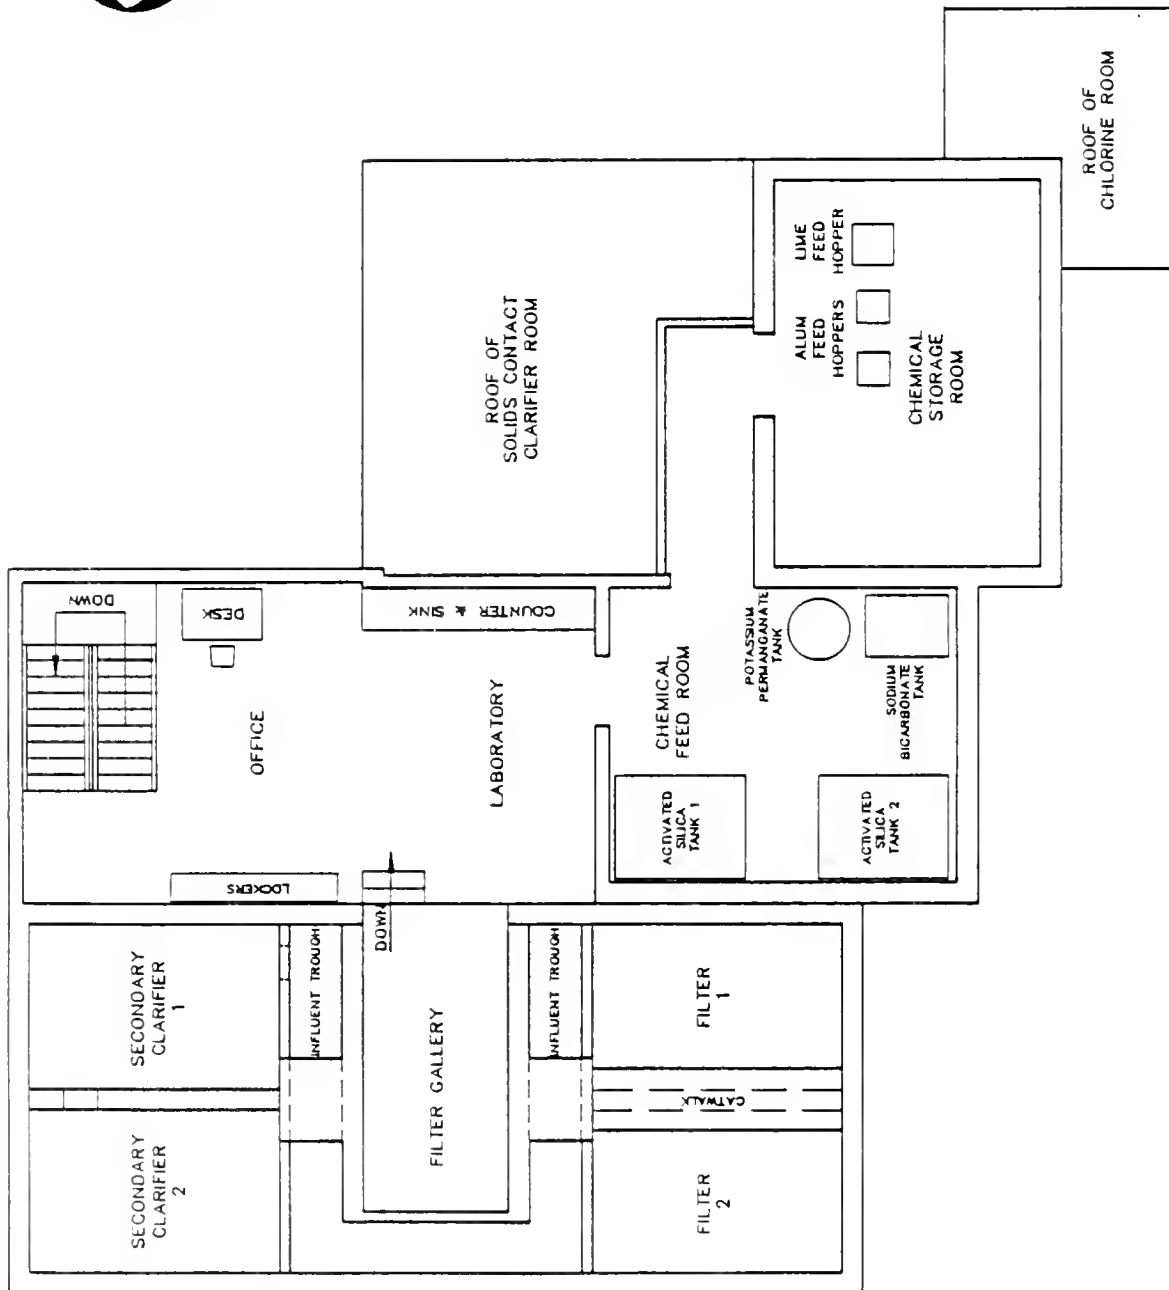 ROOF OF
CHLORINE ROOM
ROOF OF
SOLIDS CONTACT
CLARIFIER ROOM
LIME
FEED
HOPPER
ALUM
FEED
HOPPERS
CHEMICAL
STORAGE
ROOM
DOWN
DESK
COUNTER & SINK
OFFICE
LABORATORY
CHEMICAL
FEED ROOM
POTASSIUM
PERMANGANATE
TANK
SODIUM
BICARBONATE
TANK
ACTIVATED
SILICA
TANK 1
ACTIVATED
SILICA
TANK 2
LOCKERS
DOWN
SECONDARY
CLARIFIER
1
INFLUENT TROUGH
FILTER GALLERY
INFLUENT TROUGH
FILTER
1
CATWALK
SECONDARY
CLARIFIER
2
FILTER
2